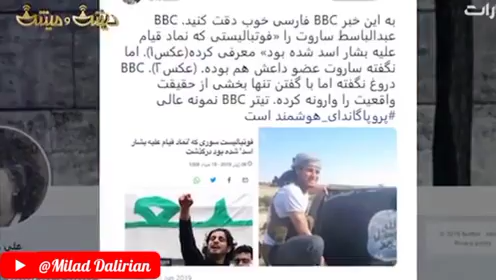 به این خبر BBC فارسی خوب دقت کنید. BBC
عبدالباسط ساروت را «فوتبالیستی که نماد قیام
علیه بشار اسد شده بود» معرفی کرده(عکس۱). اما
نگفته ساروت عضو داعش هم بوده. (عکس۲). BBC
دروغ نگفته اما با گفتن تنها بخشی از حقیقت
واقعیت را وارونه کرده. تیتر BBC نمونه عالی
#پروپاگاندای_هوشمند است
فوتبالیست سوری که 'نماد قیام علیه بشار
اسد' شده بود درگذشت
@Milad Dalirian